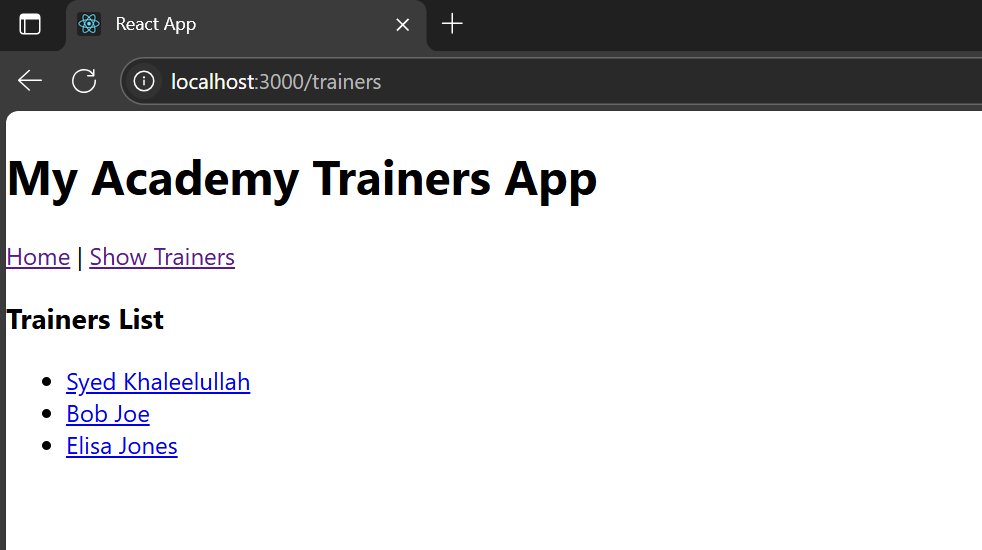 React App
localhost:3000/trainers
My Academy Trainers App
Home | Show Trainers
Trainers List
Syed Khaleelullah
Bob Joe
Elisa Jones